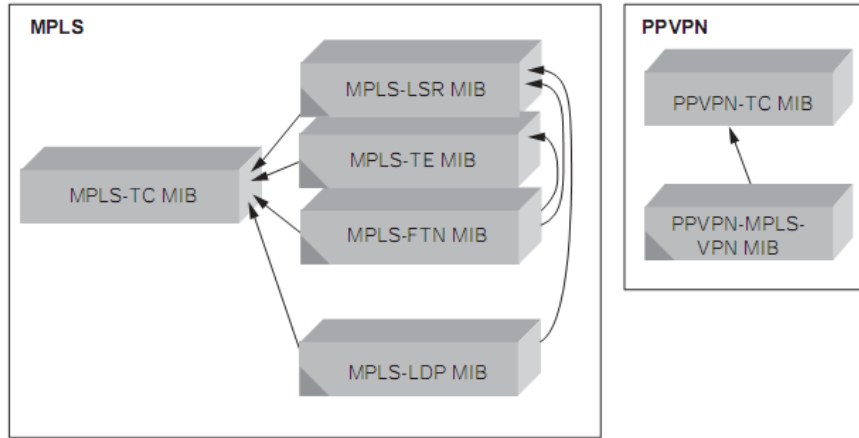 MPLS
MPLS-LSR MIB
MPLS-TE MIB
MPLS-TC MIB
MPLS-FTN MIB
MPLS-LDP MIB
PPVPN
PPVPN-TC MIB
PPVPN-MPLS-
VPN MIB